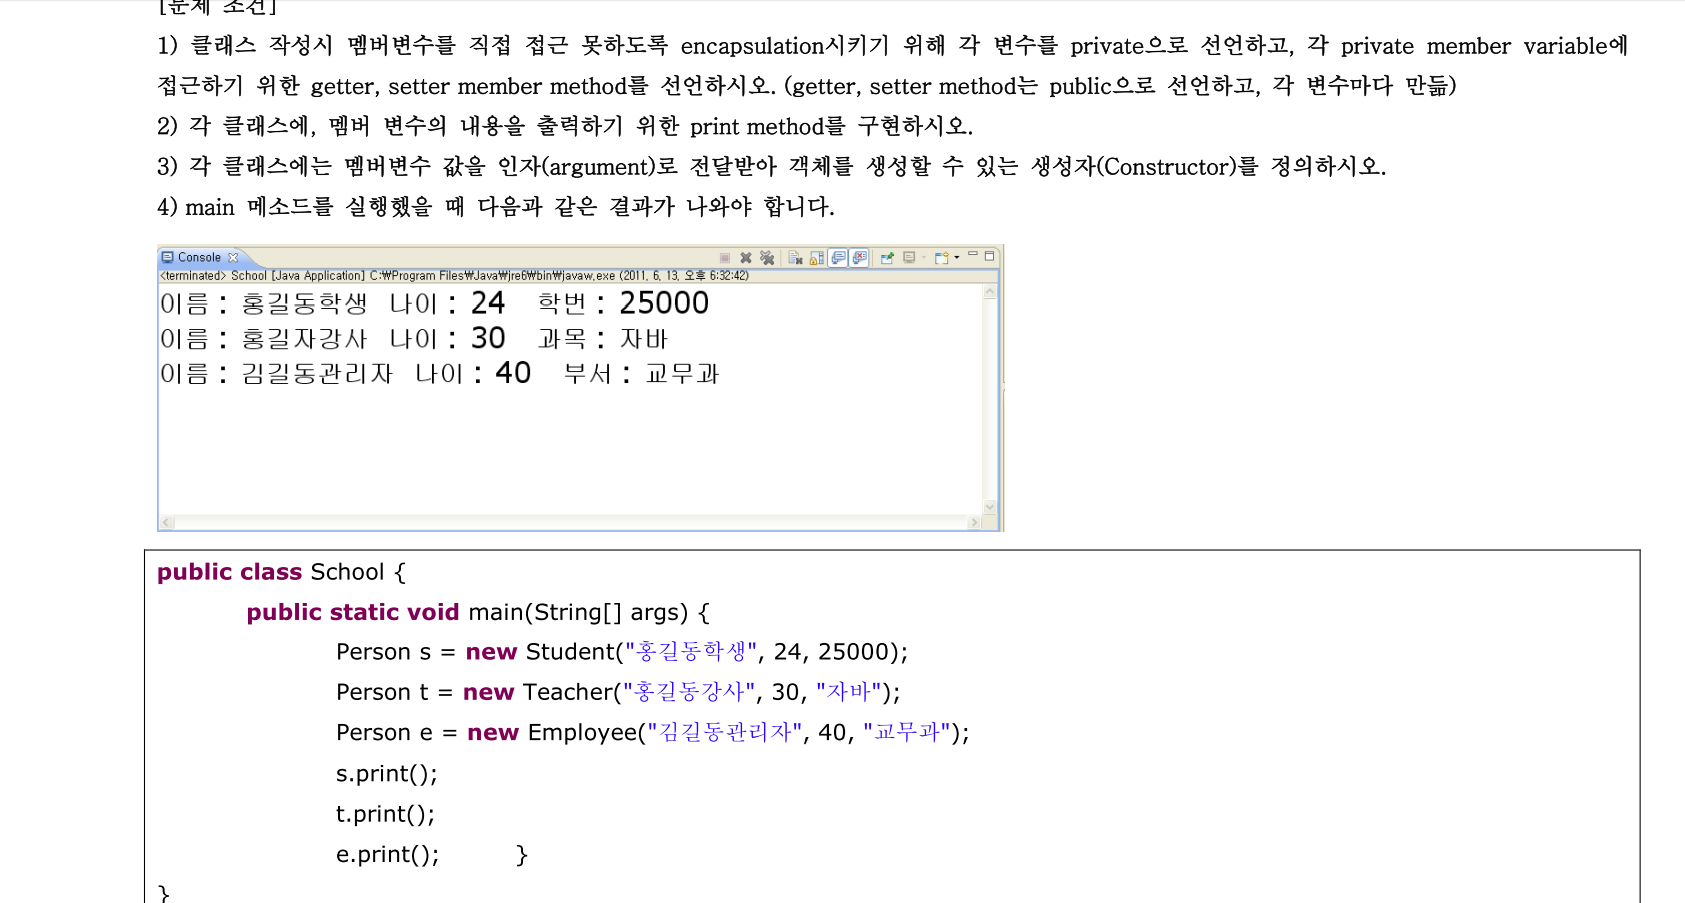 [문제 조건]
1) 클래스 작성시 멤버변수를 직접 접근 못하도록 encapsulation시키기 위해 각 변수를 private으로 선언하고, 각 private member variable에
접근하기 위한 getter, setter member method를 선언하시오. (getter, setter method는 public으로 선언하고, 각 변수마다 만듦)
2) 각 클래스에, 멤버 변수의 내용을 출력하기 위한 print method를 구현하시오.
3) 각 클래스에는 멤버변수 값을 인자(argument)로 전달받아 객체를 생성할 수 있는 생성자(Constructor)를 정의하시오.
4) main 메소드를 실행했을 때 다음과 같은 결과가 나와야 합니다.
Console
<terminated> School [Java Application] C:₩Program Files₩Java₩jre6₩bin₩javaw.exe (2011. 6. 13. 오후 6:32:42)
이름 : 홍길동학생 나이 : 24 학번 : 25000
이름 : 홍길자강사 나이 : 30 과목 : 자바
이름 : 김길동관리자 나이 : 40 부서 : 교무과
public class School {
public static void main(String[] args) {
Person s = new Student("홍길동학생", 24, 25000);
Person t = new Teacher("홍길동강사", 30, "자바");
Person e = new Employee("김길동관리자", 40, "교무과");
s.print();
t.print();
e.print(); }
}